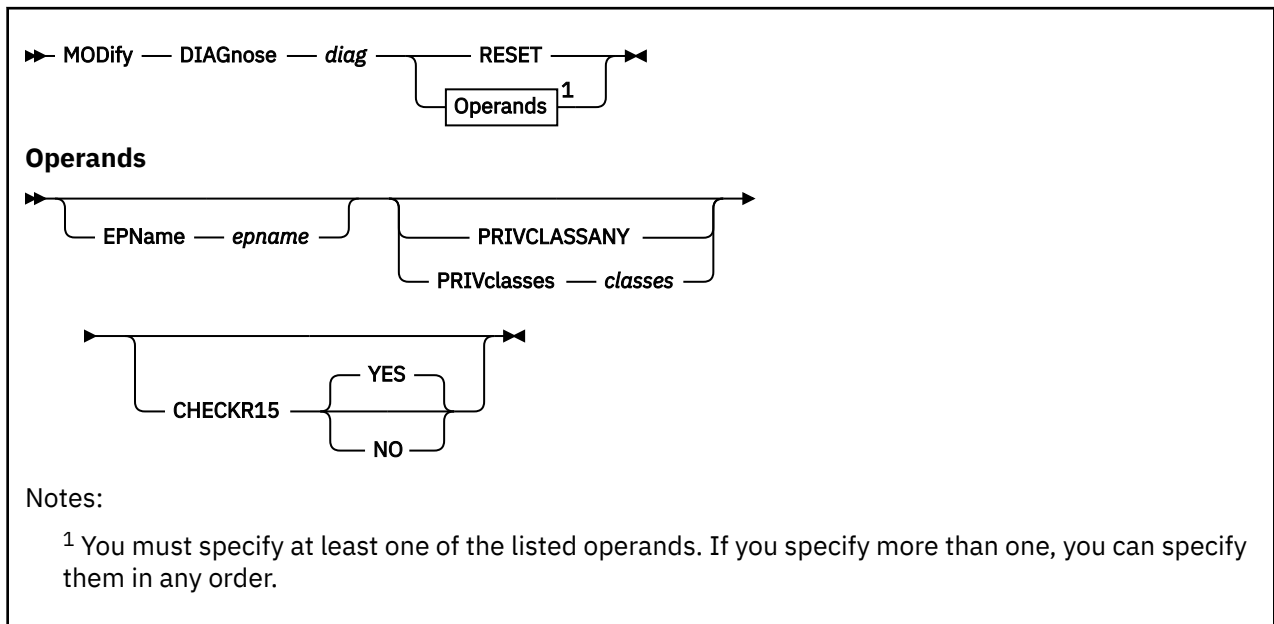 MODify DIAGnose diag RESET
Operands 1
Operands
EPName epname PRIVCLASSANY
PRIVclasses classes
YES
CHECKR15
NO
Notes:
1 You must specify at least one of the listed operands. If you specify more than one, you can specify
them in any order.